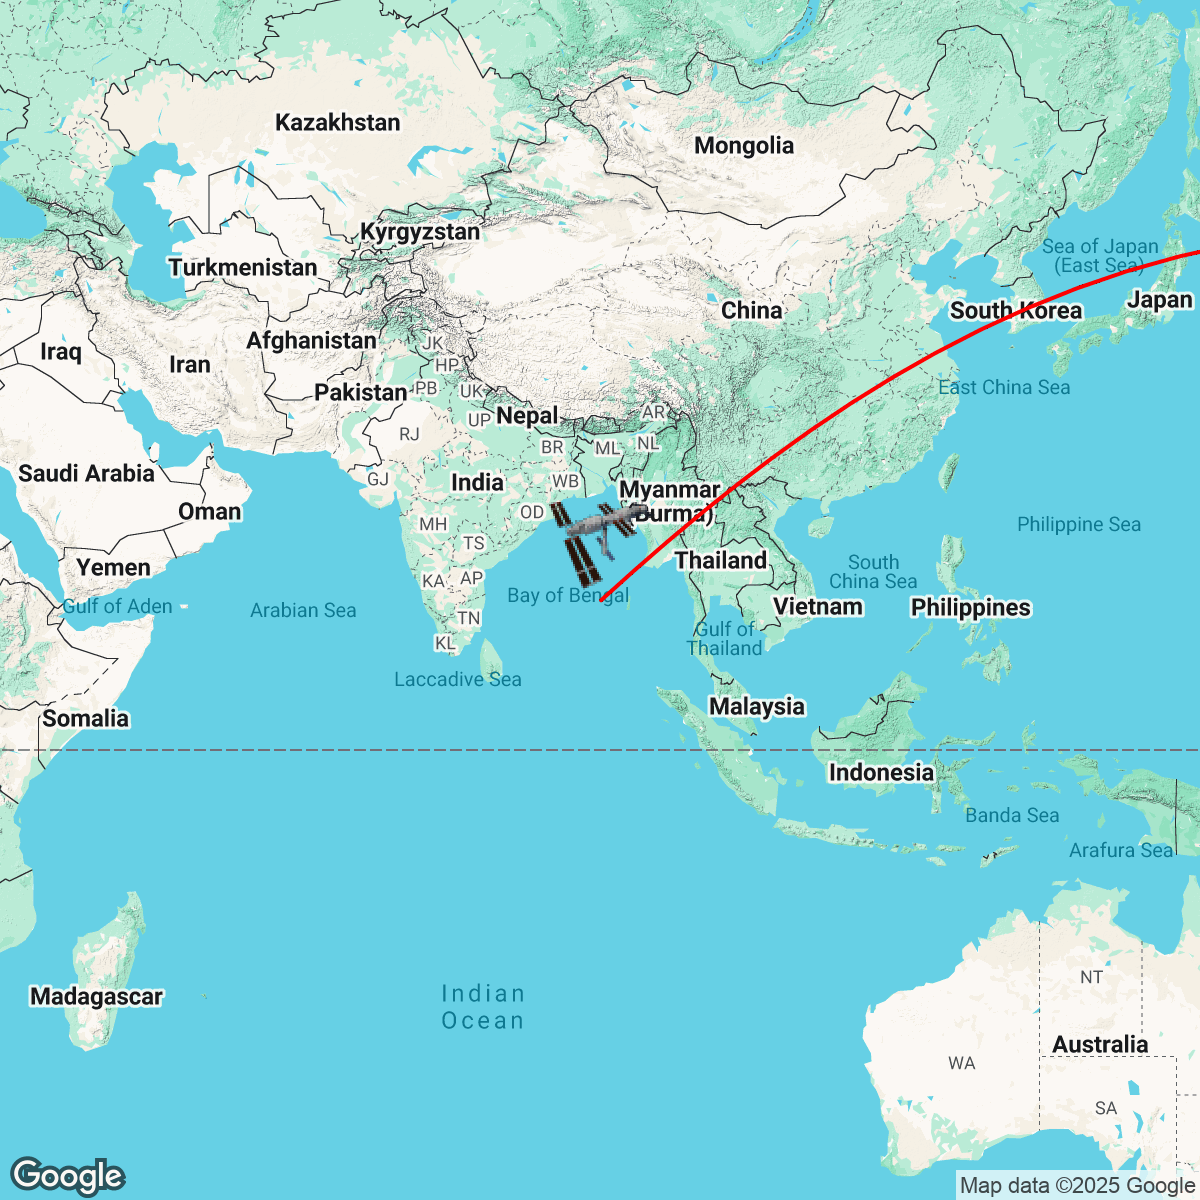 Kazakhstan
Mongolia
Kyrgyzstan
Sea of Japan
(East Sea)
Turkmenistan
Japan
China
South Korea
Afghanistan
JK
Iraq
Iran
HP
Pakistan
PB
UK
East China Sea
Nepal
AR
UP
RJ
BR
ML
NL
Saudi Arabia
GJ
India
WB
Myanmar
(Burma)
Oman
OD
MH
Philippine Sea
TS
Yemen
Thailand
South
China Sea
KA
AP
Bay of Bengal
Gulf of Aden
Arabian Sea
Vietnam
Philippines
TN
KL
Gulf of
Thailand
Laccadive Sea
Malaysia
Somalia
Indonesia
Banda Sea
Arafura Sea
Madagascar
Indian
Ocean
NT
Australia
WA
SA
Google
Map data ©2025 Google